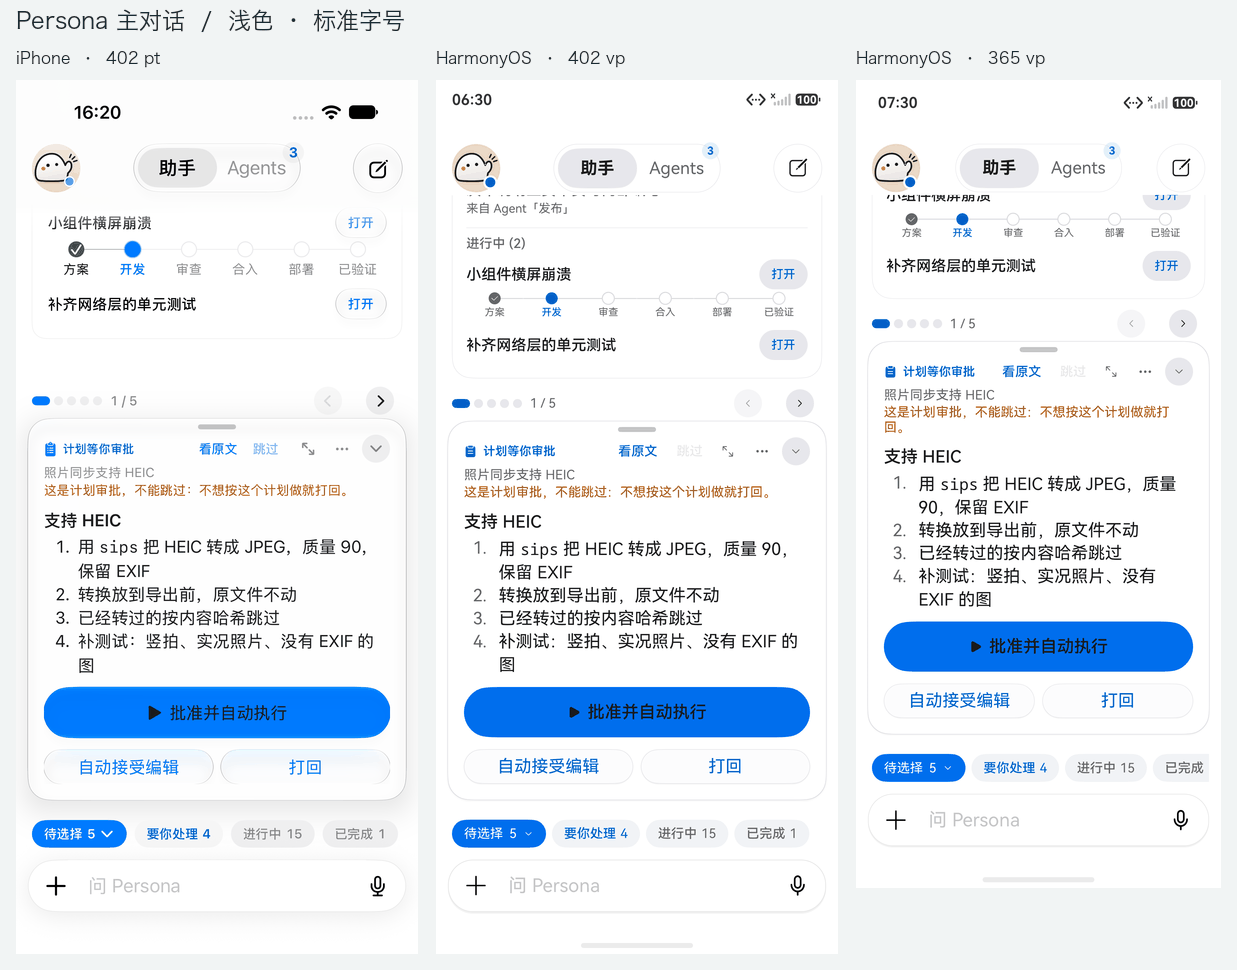 Persona 主对话 / 浅色 · 标准字号
iPhone · 402 pt
16:20
助手
Agents
3
小组件横屏崩溃
打开
方案
开发
审查
合入
部署
已验证
补齐网络层的单元测试
打开
1 / 5
计划等你审批
看原文
跳过
照片同步支持 HEIC
这是计划审批，不能跳过：不想按这个计划做就打回。
支持 HEIC
1. 用 sips 把 HEIC 转成 JPEG，质量 90，
保留 EXIF
2. 转换放到导出前，原文件不动
3. 已经转过的按内容哈希跳过
4. 补测试：竖拍、实况照片、没有 EXIF 的
图
批准并自动执行
自动接受编辑
打回
待选择 5
要你处理 4
进行中 15
已完成 1
问 Persona
HarmonyOS · 402 vp
06:30
100
助手
Agents
3
来自 Agent「发布」
进行中 (2)
小组件横屏崩溃
打开
方案
开发
审查
合入
部署
已验证
补齐网络层的单元测试
打开
1 / 5
计划等你审批
看原文
跳过
照片同步支持 HEIC
这是计划审批，不能跳过：不想按这个计划做就打回。
支持 HEIC
1. 用 sips 把 HEIC 转成 JPEG，质量 90，
保留 EXIF
2. 转换放到导出前，原文件不动
3. 已经转过的按内容哈希跳过
4. 补测试：竖拍、实况照片、没有 EXIF 的
图
批准并自动执行
自动接受编辑
打回
待选择 5
要你处理 4
进行中 15
已完成 1
问 Persona
HarmonyOS · 365 vp
07:30
100
助手
Agents
3
小组件横屏崩溃
打开
方案
开发
审查
合入
部署
已验证
补齐网络层的单元测试
打开
1 / 5
计划等你审批
看原文
跳过
照片同步支持 HEIC
这是计划审批，不能跳过：不想按这个计划做就打
回。
支持 HEIC
1. 用 sips 把 HEIC 转成 JPEG，质量
90，保留 EXIF
2. 转换放到导出前，原文件不动
3. 已经转过的按内容哈希跳过
4. 补测试：竖拍、实况照片、没有
EXIF 的图
批准并自动执行
自动接受编辑
打回
待选择 5
要你处理 4
进行中 15
已完成
问 Persona